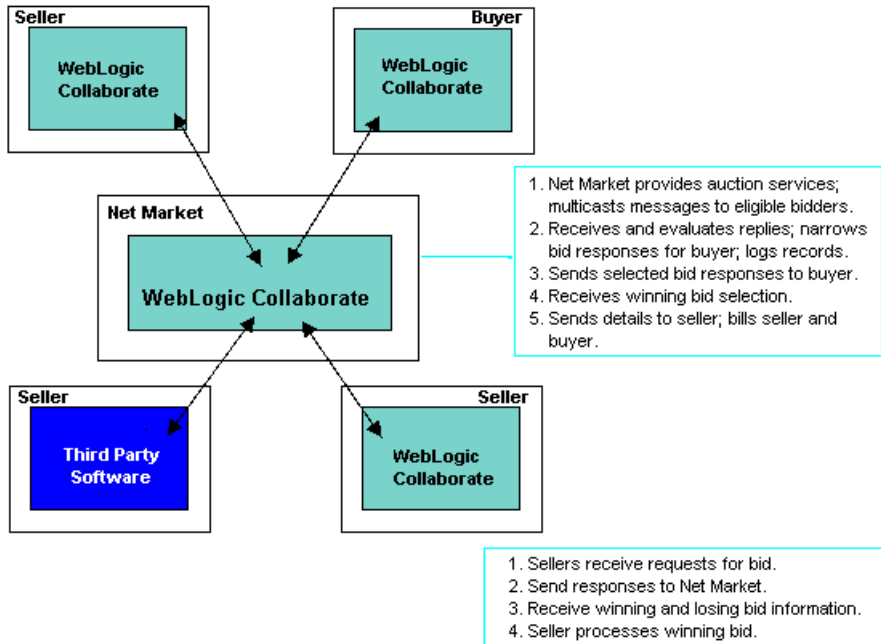 Seller
WebLogic
Collaborate
Buyer
WebLogic
Collaborate
Net Market
WebLogic Collaborate
1. Net Market provides auction services;
multicasts messages to eligible bidders.
2. Receives and evaluates replies; narrows
bid responses for buyer; logs records.
3. Sends selected bid responses to buyer.
4. Receives winning bid selection.
5. Sends details to seller; bills seller and
buyer.
Seller
Third Party
Software
Seller
WebLogic
Collaborate
1. Sellers receive requests for bid.
2. Send responses to Net Market.
3. Receive winning and losing bid information.
4. Seller processes winning bid.